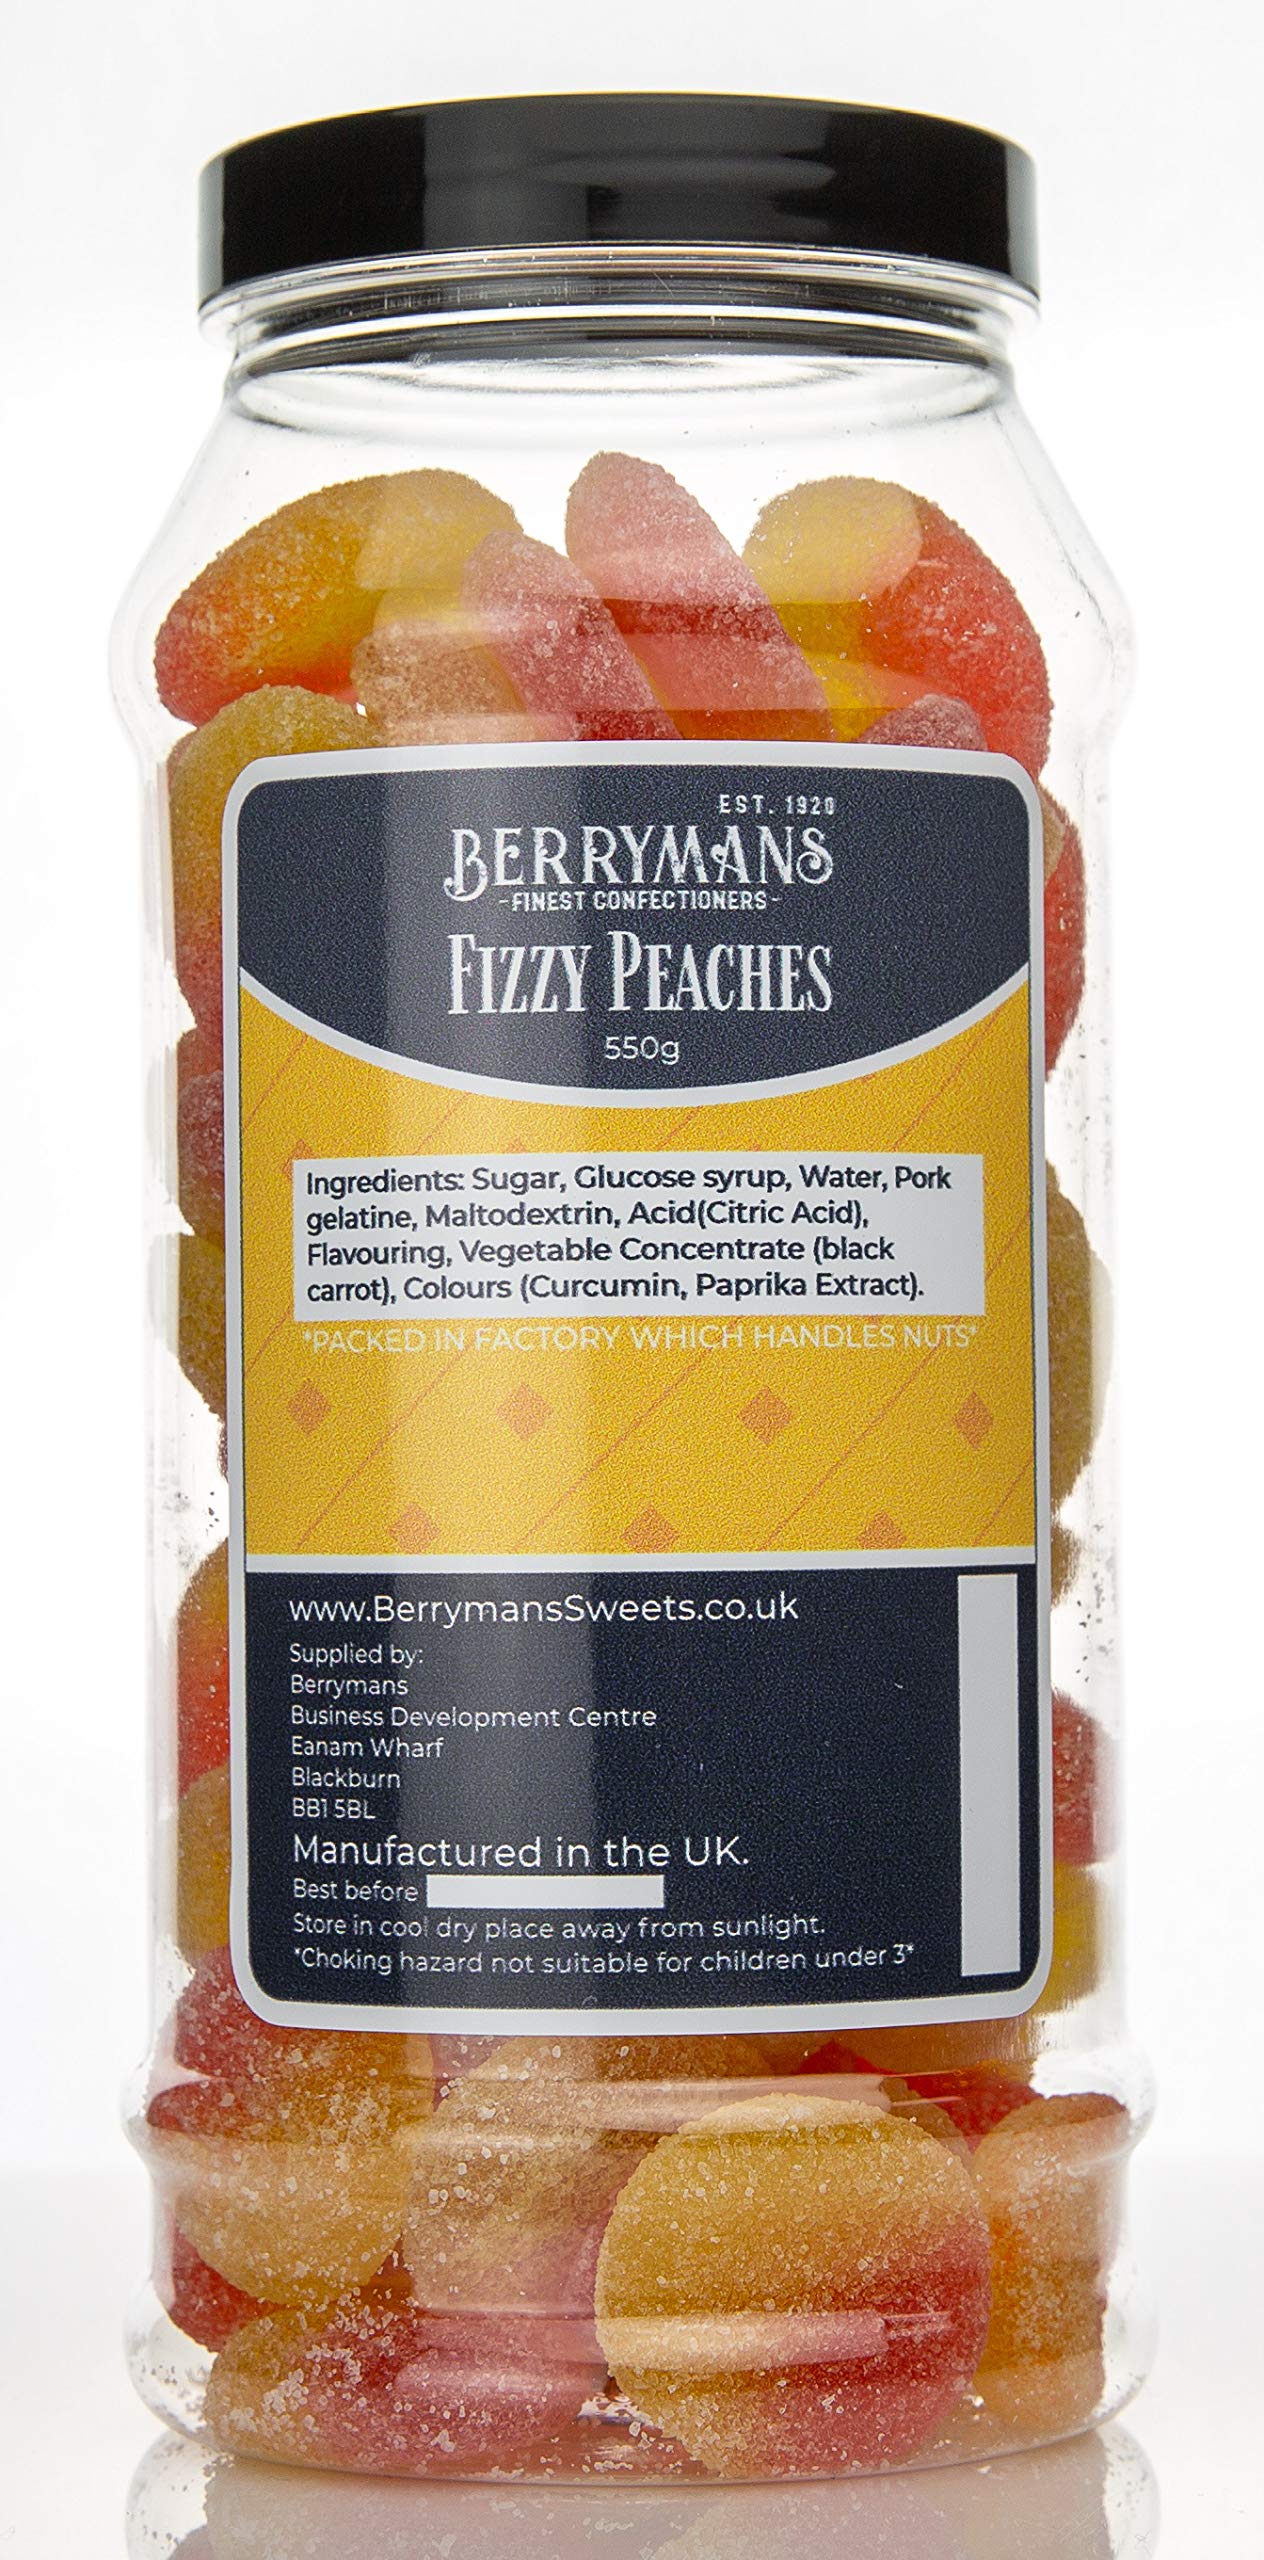 EST. 1920
BERRYMANS
-FINEST CONFECTIONERS-
FIZZY PEACHES
550g
Ingredients: Sugar, Glucose syrup, Water, Pork
gelatine, Maltodextrin, Acid(Citric Acid),
Flavouring, Vegetable Concentrate (black
carrot), Colours (Curcumin, Paprika Extract).
*PACKED IN FACTORY WHICH HANDLES NUTS*
www.BerrymansSweets.co.uk
Supplied by:
Berrymans
Business Development Centre
Eanam Wharf
Blackburn
BB1 5BL
Manufactured in the UK.
Best before
Store in cool dry place away from sunlight.
*Choking hazard not suitable for children under 3*